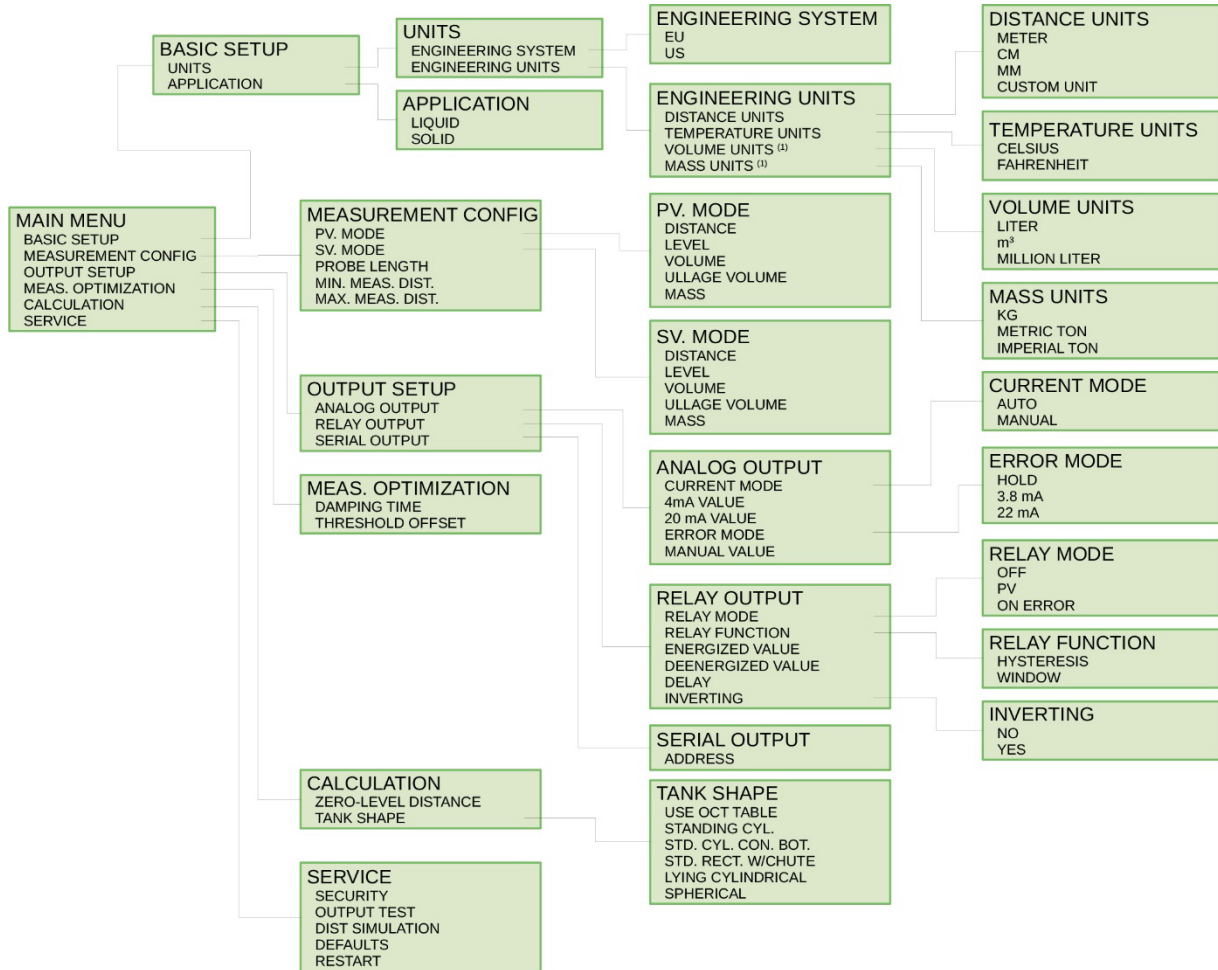 BASIC SETUP
UNITS
APPLICATION
UNITS
ENGINEERING SYSTEM
ENGINEERING UNITS
APPLICATION
LIQUID
SOLID
ENGINEERING SYSTEM
EU
US
ENGINEERING UNITS
DISTANCE UNITS
TEMPERATURE UNITS
VOLUME UNITS (1)
MASS UNITS (1)
DISTANCE UNITS
METER
CM
MM
CUSTOM UNIT
TEMPERATURE UNITS
CELSIUS
FAHRENHEIT
VOLUME UNITS
LITER
m³
MILLION LITER
MASS UNITS
KG
METRIC TON
IMPERIAL TON
MAIN MENU
BASIC SETUP
MEASUREMENT CONFIG
OUTPUT SETUP
MEAS. OPTIMIZATION
CALCULATION
SERVICE
MEASUREMENT CONFIG
PV. MODE
SV. MODE
PROBE LENGTH
MIN. MEAS. DIST.
MAX. MEAS. DIST.
PV. MODE
DISTANCE
LEVEL
VOLUME
ULLAGE VOLUME
MASS
SV. MODE
DISTANCE
LEVEL
VOLUME
ULLAGE VOLUME
MASS
OUTPUT SETUP
ANALOG OUTPUT
RELAY OUTPUT
SERIAL OUTPUT
MEAS. OPTIMIZATION
DAMPING TIME
THRESHOLD OFFSET
ANALOG OUTPUT
CURRENT MODE
4mA VALUE
20 mA VALUE
ERROR MODE
MANUAL VALUE
CURRENT MODE
AUTO
MANUAL
ERROR MODE
HOLD
3.8 mA
22 mA
RELAY OUTPUT
RELAY MODE
RELAY FUNCTION
ENERGIZED VALUE
DEENERGIZED VALUE
DELAY
INVERTING
RELAY MODE
OFF
PV
ON ERROR
RELAY FUNCTION
HYSTERESIS
WINDOW
INVERTING
NO
YES
SERIAL OUTPUT
ADDRESS
CALCULATION
ZERO-LEVEL DISTANCE
TANK SHAPE
TANK SHAPE
USE OCT TABLE
STANDING CYL.
STD. CYL. CON. BOT.
STD. RECT. W/CHUTE
LYING CYLINDRICAL
SPHERICAL
SERVICE
SECURITY
OUTPUT TEST
DIST SIMULATION
DEFAULTS
RESTART